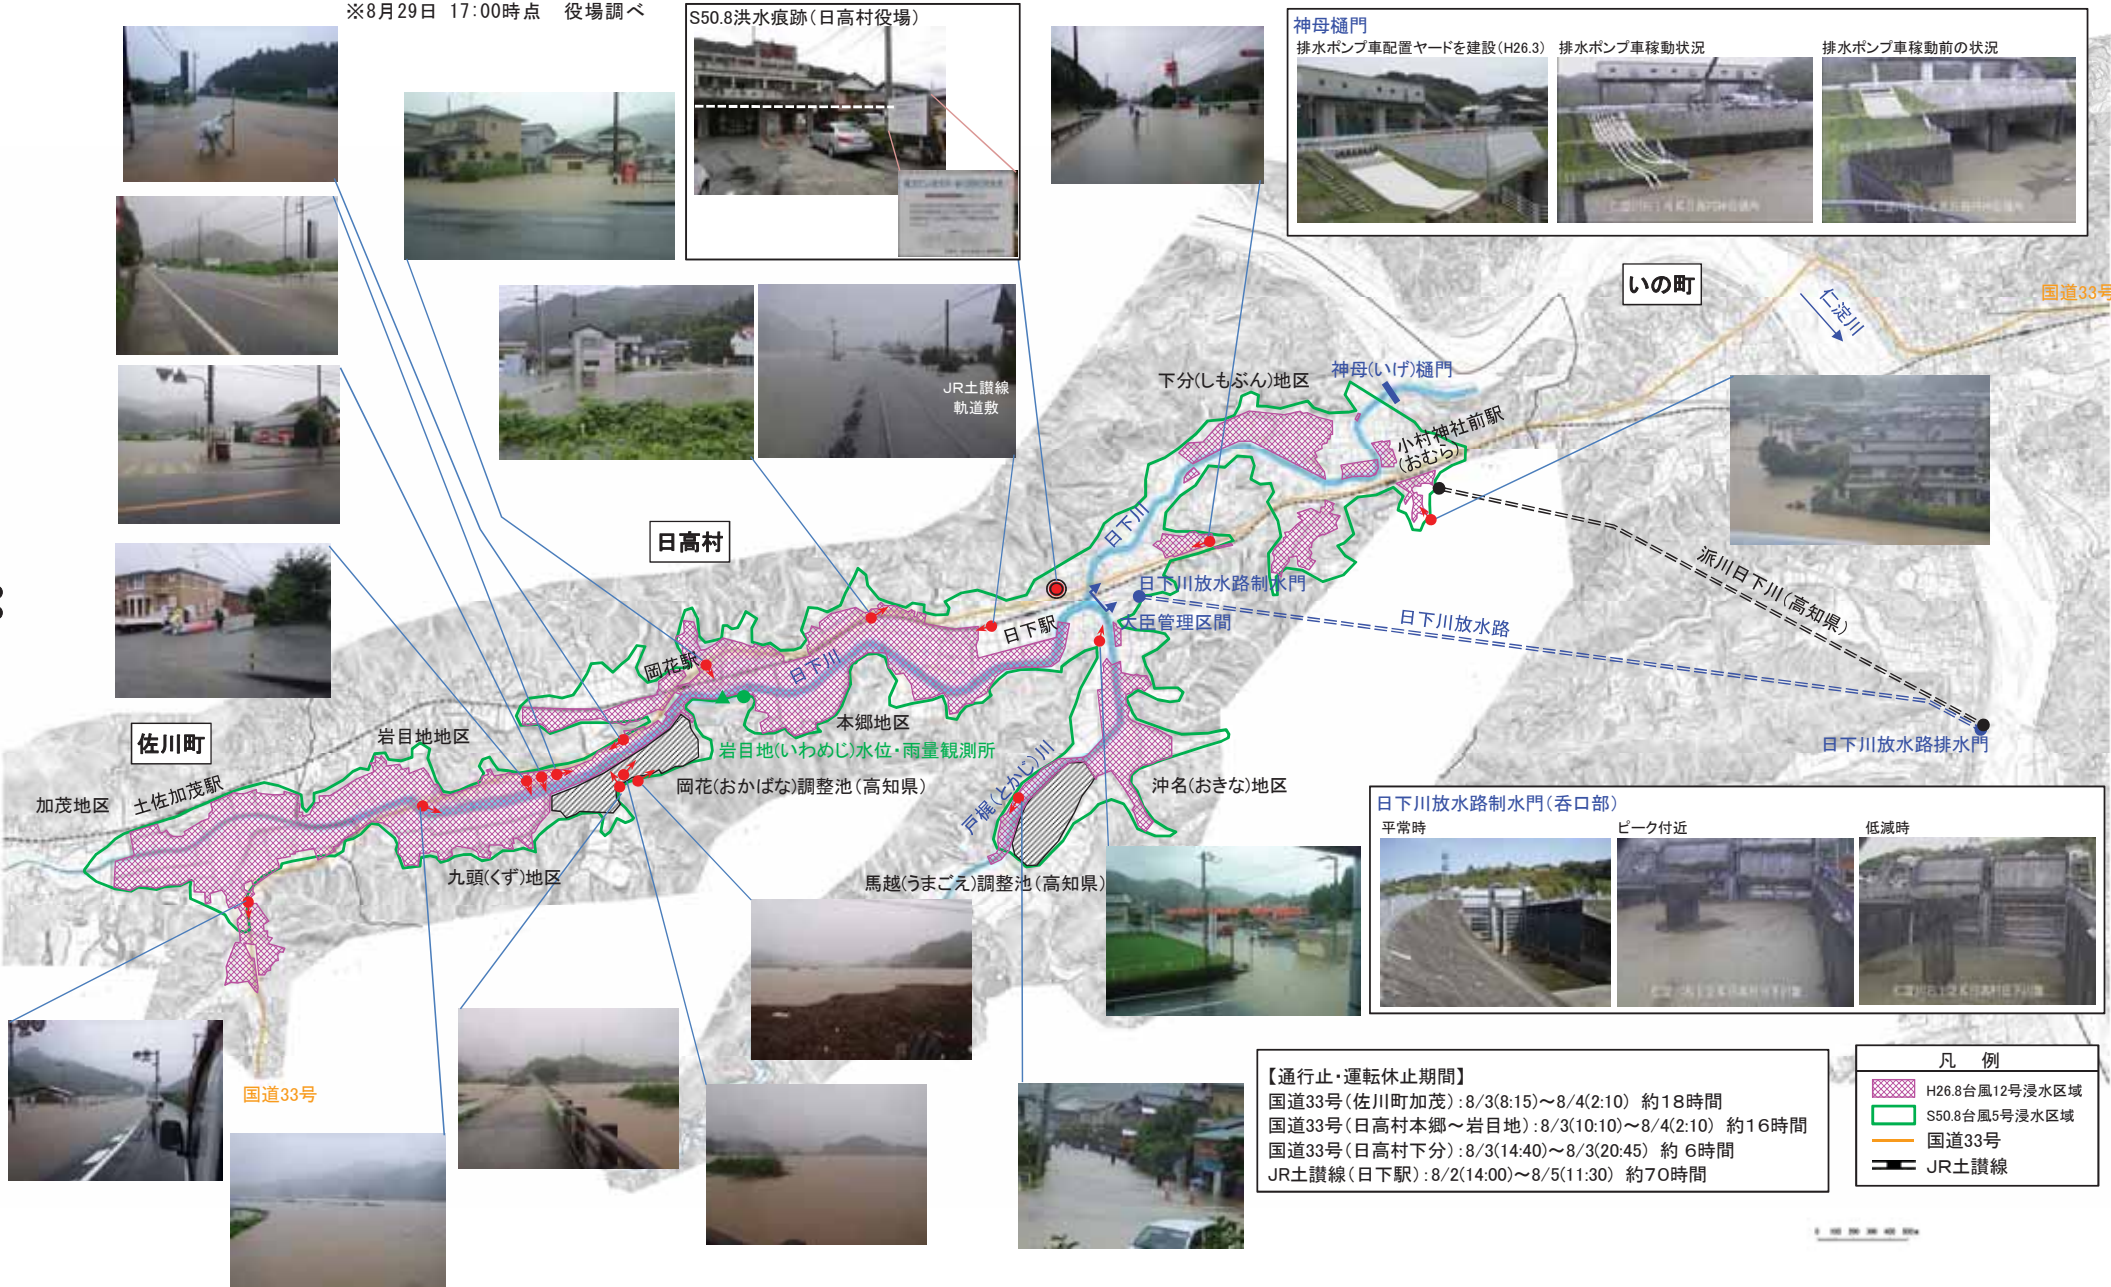 ※8月29日 17:00時点 役場調べ
S50.8洪水痕跡(日高村役場)
神母樋門
排水ポンプ車配置ヤードを建設(H26.3)
排水ポンプ車稼動状況
排水ポンプ車稼動前の状況
いの町
国道33号
仁淀川
JR土讃線
軌道敷
下分(しもぶん)地区
神母(いげ)樋門
小村神社前駅
(おむら)
日高村
日下川
日下川放水路制水門
大臣管理区間
日下川放水路
派川日下川(高知県)
日下駅
岡花駅
日下川
本郷地区
岩目地(いわめじ)水位・雨量観測所
岡花(おかばな)調整池(高知県)
日下川放水路排水門
佐川町
岩目地地区
加茂地区
土佐加茂駅
九頭(くず)地区
戸梶(とかじ)川
沖名(おきな)地区
馬越(うまごえ)調整池(高知県)
国道33号
日下川放水路制水門(呑口部)
平常時
ピーク付近
低減時
【通行止・運転休止期間】
国道33号(佐川町加茂):8/3(8:15)～8/4(2:10) 約18時間
国道33号(日高村本郷～岩目地):8/3(10:10)～8/4(2:10) 約16時間
国道33号(日高村下分):8/3(14:40)～8/3(20:45) 約 6時間
JR土讃線(日下駅):8/2(14:00)～8/5(11:30) 約70時間
凡 例
H26.8台風12号浸水区域
S50.8台風5号浸水区域
国道33号
JR土讃線